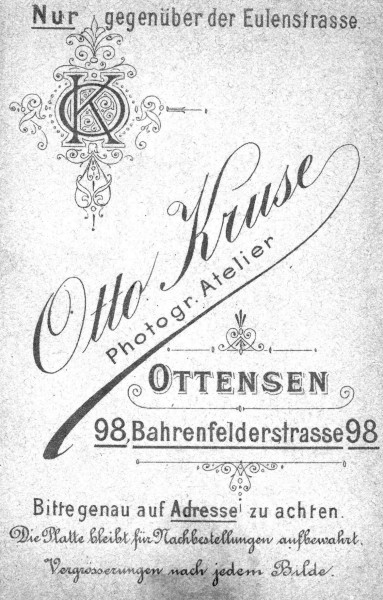 Nur gegenüber der Eulenstrasse.
OK
Otto Kruse
Photogr. Atelier
OTTENSEN
98, Bahrenfelderstrasse 98
Bitte genau auf Adresse zu achten.
Die Platte bleibt für Nachbestellungen aufbewahrt.
Vergrösserungen nach jedem Bilde.